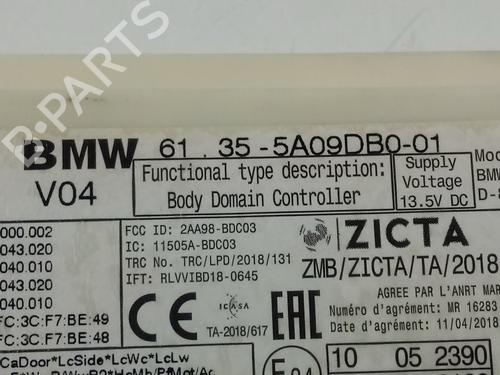 B-PARTS
BMW 61 . 35 - 5A09DB0-01
V04
Functional type description:
Body Domain Controller
Supply
Voltage
13.5V DC
BMW
000.002
043.020
040.010
043.020
040.010
FC:3C:F7:BE:49
FC:3C:F7:BE:48
FCC ID: 2AA98-BDC03
IC: 11505A-BDC03
TRC No. TRC/LPD/2018/131
IFT: RLVVIBD18-0645
ZICTA
ZMB/ZICTA/TA/2018
CE
ICASA
TA-2018/617
EAC
AGREE PAR L'ANRT MAR
Numéro d'agrément: MR 16283
Date d'agrément: 11/04/2018
CaDoor*LcSide*LcWc*LcLw
10 05 2390